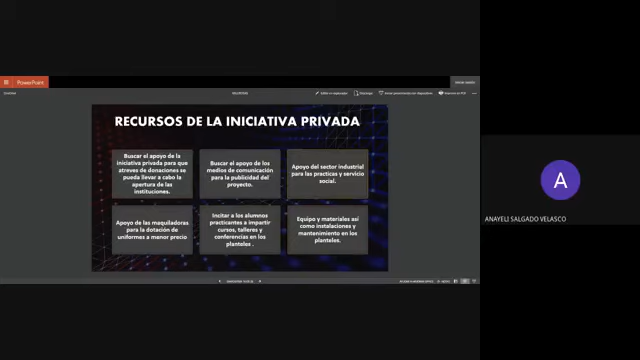 PowerPoint
RECURSOS DE LA INICIATIVA PRIVADA
Buscar el apoyo de la
iniciativa privada para que
atreves de donaciones se
pueda llevar a cabo la
apertura de las
instituciones.
Buscar el apoyo de los
medios de comunicación
para la publicidad del
proyecto.
Apoyo del sector industrial
para las practicas y servicio
social.
Apoyo de las maquiladoras
para la dotación de
uniformes a menor precio
Incitar a los alumnos
practicantes a impartir
cursos, talleres y
conferencias en los
planteles .
Equipo y materiales así
como instalaciones y
mantenimiento en los
planteles.
A
ANAYELI SALGADO VELASCO